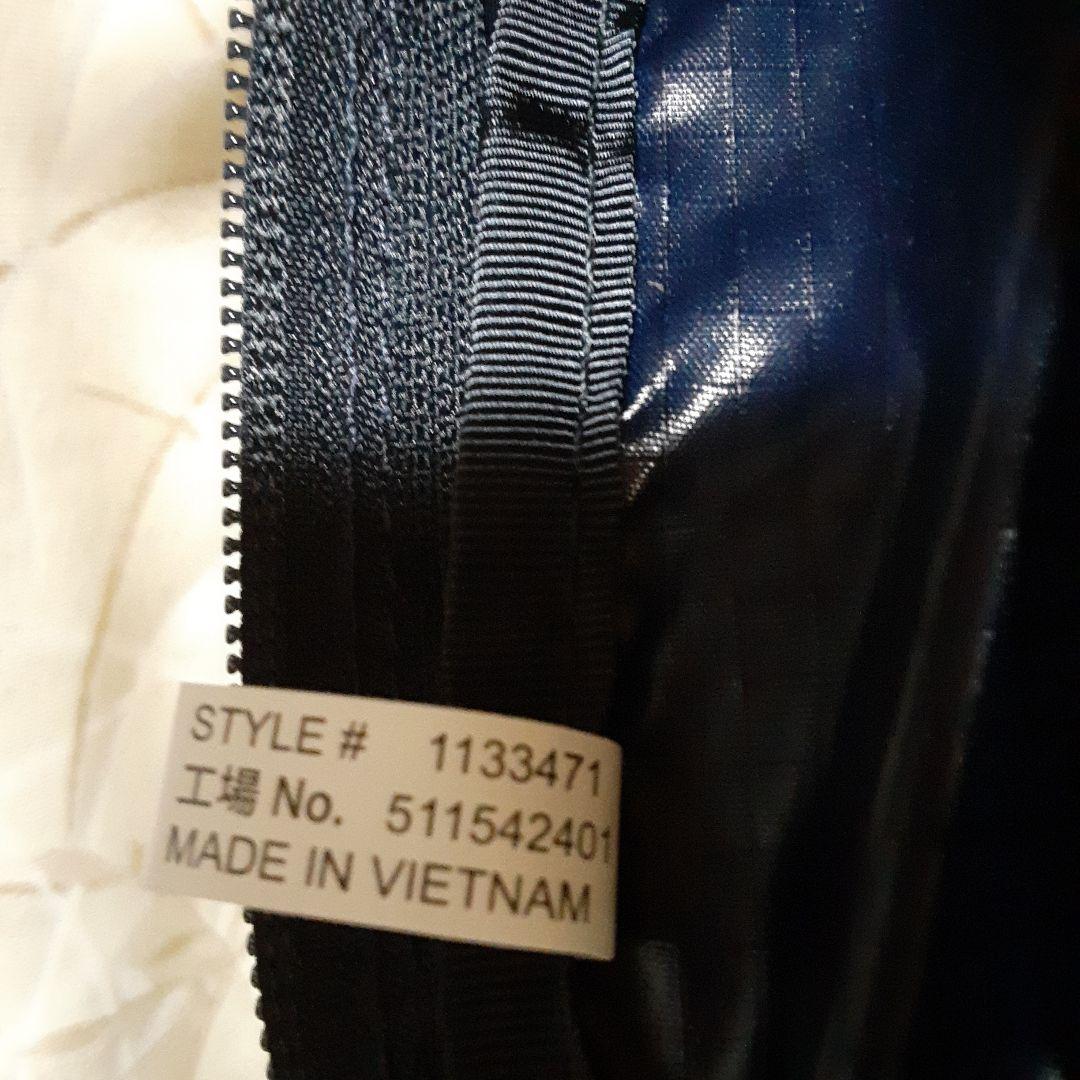 STYLE # 1133471
工場 No. 511542401
MADE IN VIETNAM